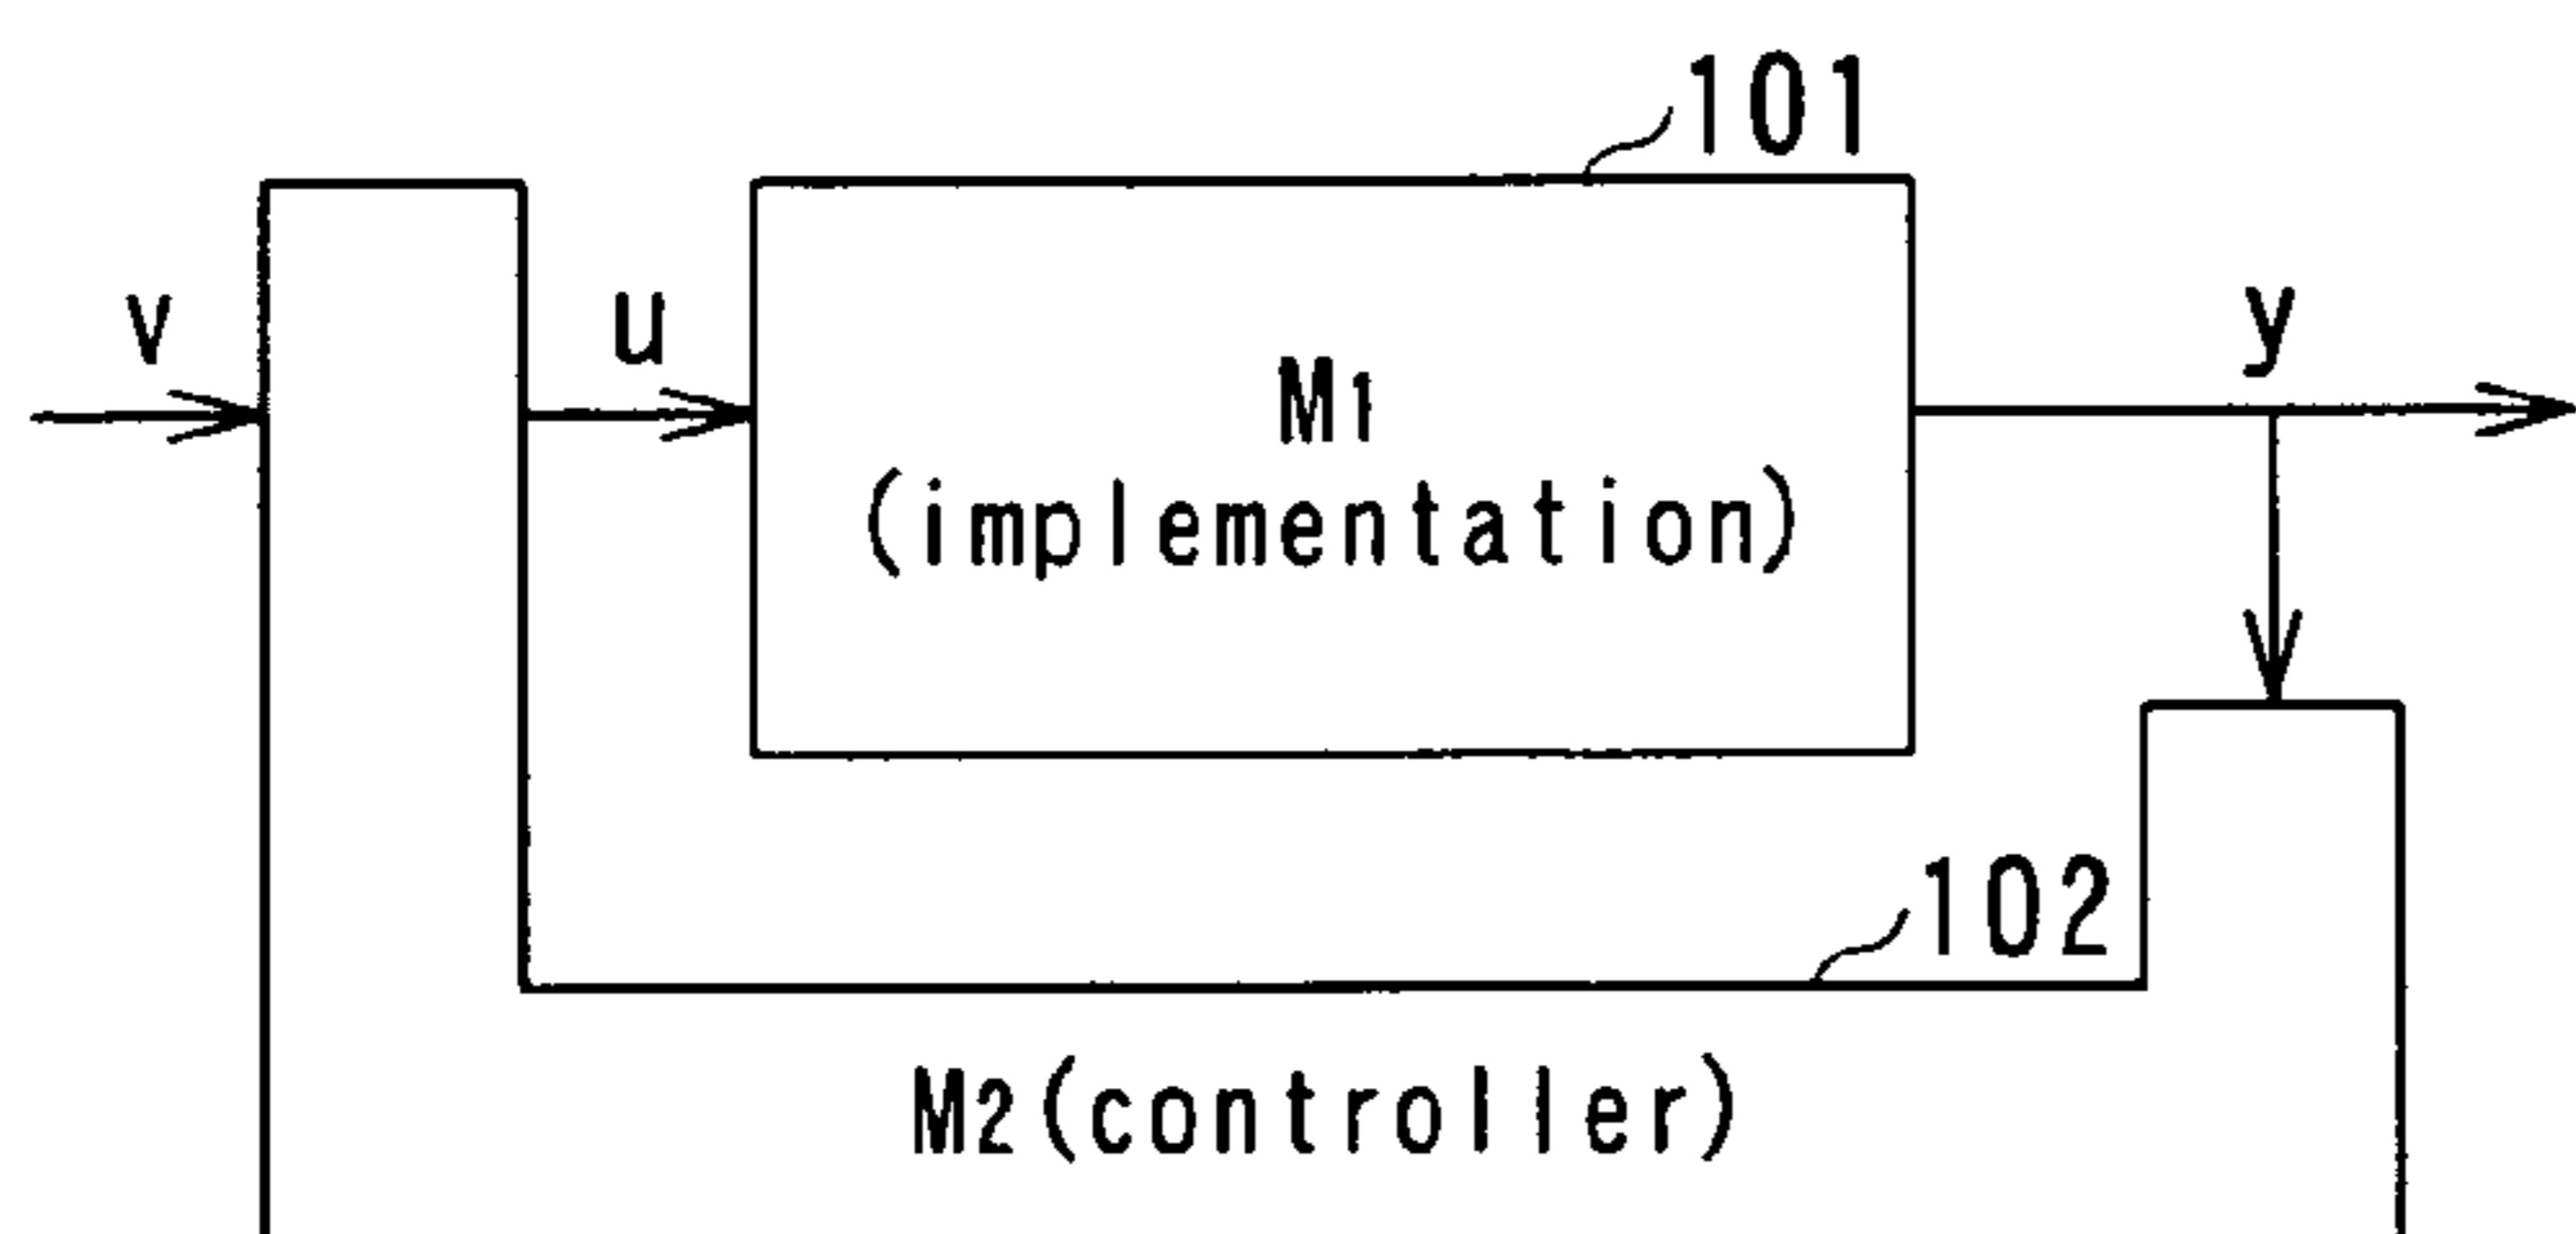 101
v
u
y
M1
(implementation)
102
M2(controller)